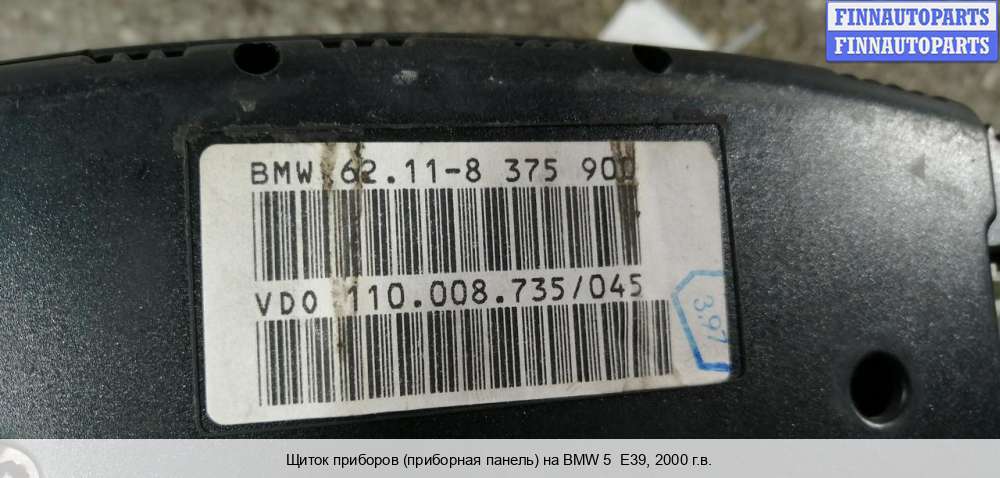 FINNAUTOPARTS
FINNAUTOPARTS
BMW 62.11-8 375 900
VDO 110.008.735/045
3.97
Щиток приборов (приборная панель) на BMW 5 E39, 2000 г.в.